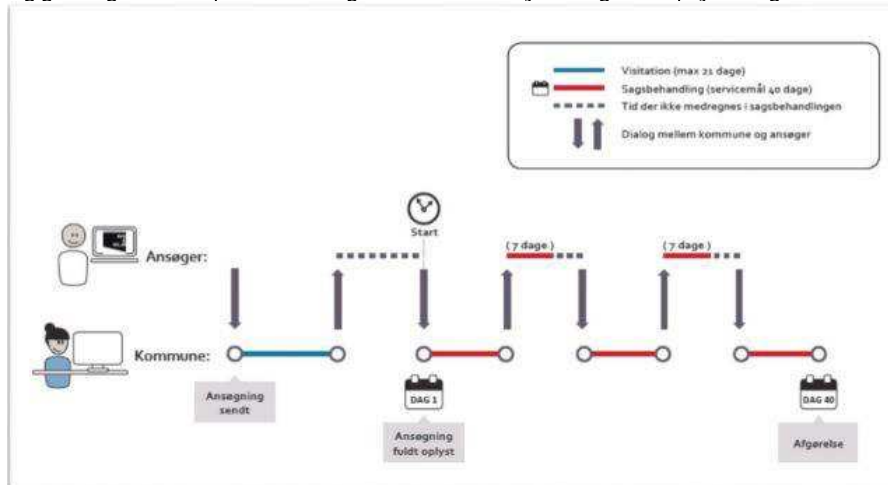 Visitation (max 21 dage)
Sagsbehandling (servicemål 40 dage)
Tid der ikke medregnes i sagsbehandlingen
Dialog mellem kommune og ansøger
Start
(7 dage)
(7 dage)
Ansøger:
Kommune:
DAG 1
DAG 40
Ansøgning
sendt
Ansøgning
fuldt oplyst
Afgørelse